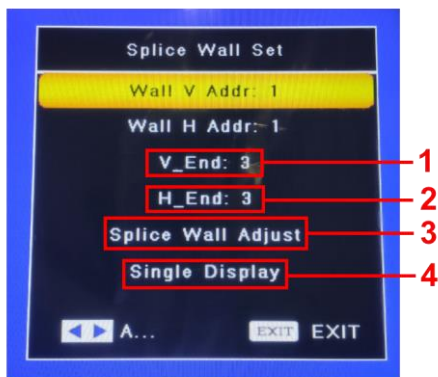 Splice Wall Set
Wall V Addr: 1
Wall H Addr: 1
V_End: 3
1
H_End: 3
2
Splice Wall Adjust
3
Single Display
4
A... EXIT EXIT